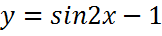 y = sin2x − 1